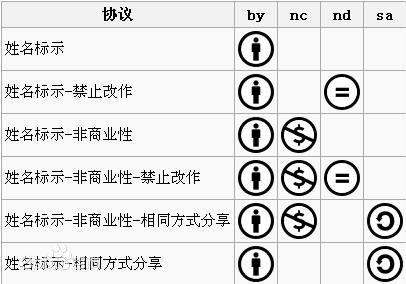 协议 by nc nd sa
姓名标示
姓名标示-禁止改作
姓名标示-非商业性
姓名标示-非商业性-禁止改作
姓名标示-非商业性-相同方式分享
姓名标示-相同方式分享